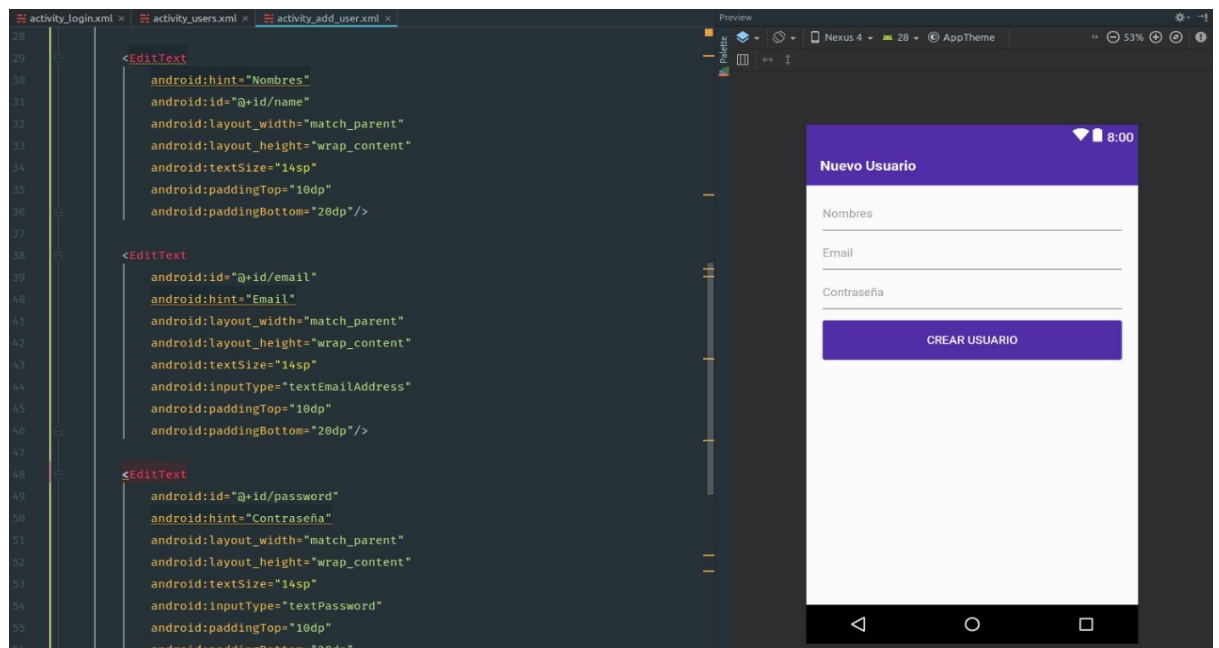 activity_login.xml × activity_users.xml × activity_add_user.xml ×
28
29 <EditText
30 android:hint="Nombres"
31 android:id="@+id/name"
32 android:layout_width="match_parent"
33 android:layout_height="wrap_content"
34 android:textSize="14sp"
35 android:paddingTop="10dp"
36 android:paddingBottom="20dp"/>
37
38 <EditText
39 android:id="@+id/email"
40 android:hint="Email"
41 android:layout_width="match_parent"
42 android:layout_height="wrap_content"
43 android:textSize="14sp"
44 android:inputType="textEmailAddress"
45 android:paddingTop="10dp"
46 android:paddingBottom="20dp"/>
47
48 <EditText
49 android:id="@+id/password"
50 android:hint="Contraseña"
51 android:layout_width="match_parent"
52 android:layout_height="wrap_content"
53 android:textSize="14sp"
54 android:inputType="textPassword"
55 android:paddingTop="10dp"
Preview
Palette
Nexus 4 28 AppTheme » 53%
8:00
Nuevo Usuario
Nombres
Email
Contraseña
CREAR USUARIO